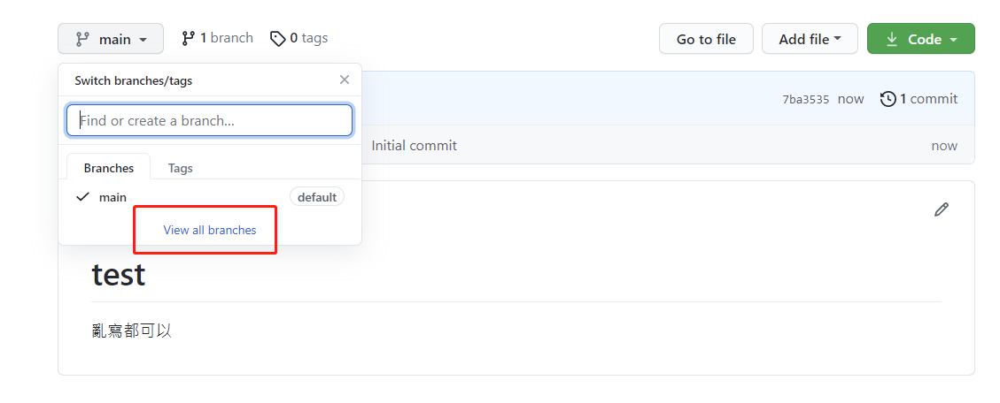 main 1 branch 0 tags Go to file Add file Code
Switch branches/tags
7ba3535 now 1 commit
Find or create a branch...
Initial commit now
Branches Tags
main default
View all branches
test
亂寫都可以